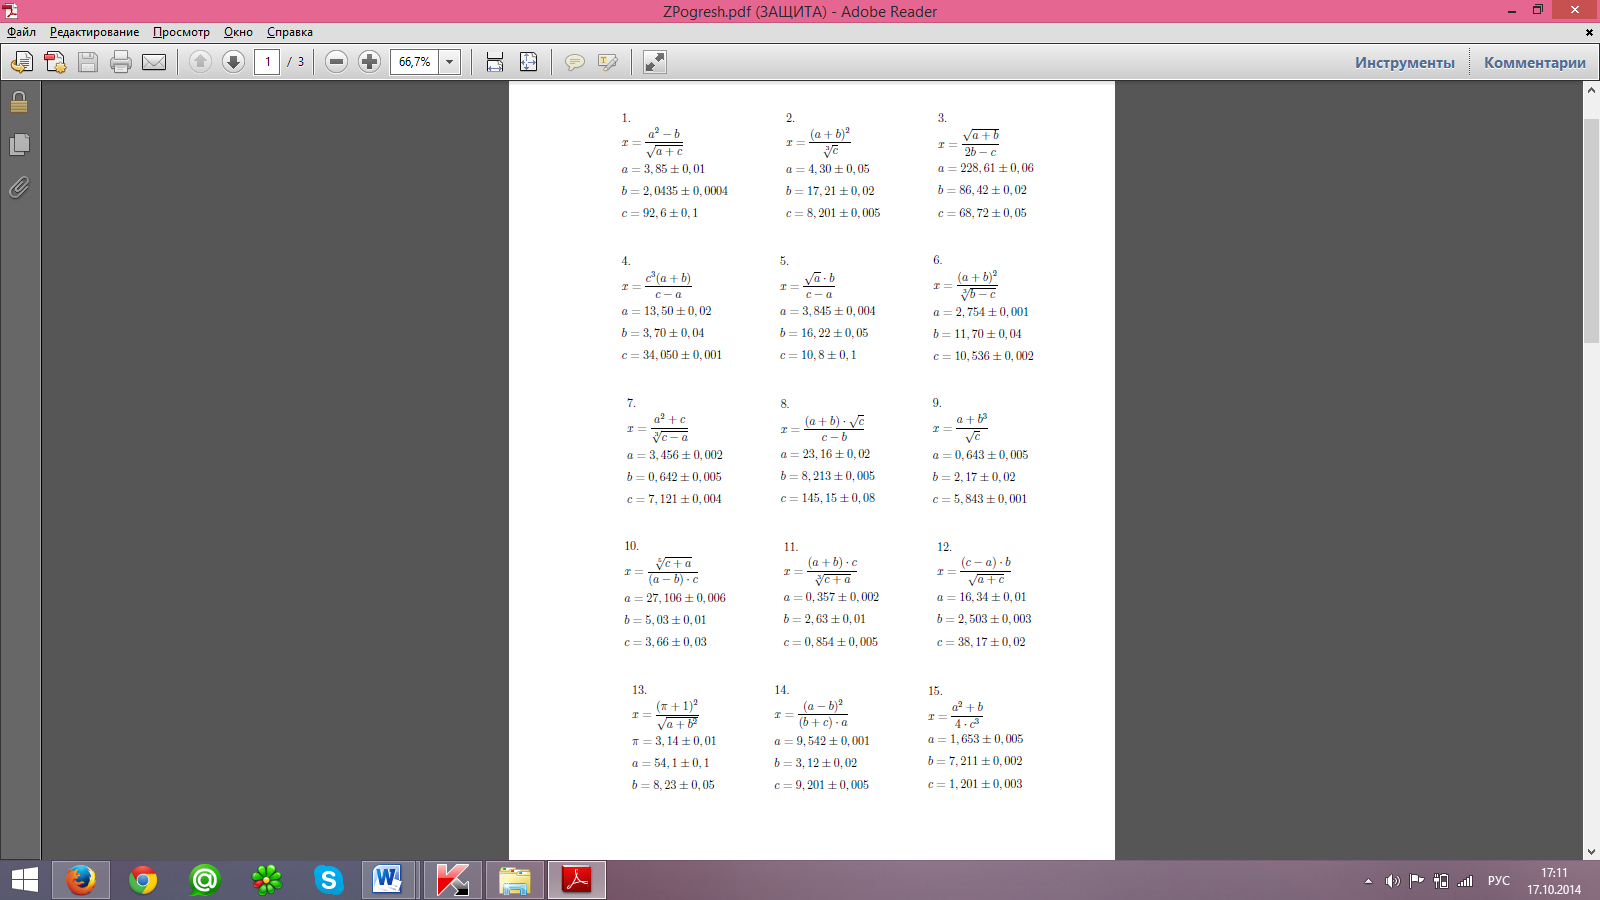 ZPogresh.pdf (ЗАЩИТА) - Adobe Reader
Файл Редактирование Просмотр Окно Справка
1 / 3 66,7% Инструменты Комментарии
1.
x = (a² − b)/√(a + c)
a = 3,85 ± 0,01
b = 2,0435 ± 0,0004
c = 92,6 ± 0,1
2.
x = (a + b)²/∛c
a = 4,30 ± 0,05
b = 17,21 ± 0,02
c = 8,201 ± 0,005
3.
x = √(a + b)/(2b − c)
a = 228,61 ± 0,06
b = 86,42 ± 0,02
c = 68,72 ± 0,05
4.
x = c³(a + b)/(c − a)
a = 13,50 ± 0,02
b = 3,70 ± 0,04
c = 34,050 ± 0,001
5.
x = √a · b/(c − a)
a = 3,845 ± 0,004
b = 16,22 ± 0,05
c = 10,8 ± 0,1
6.
x = (a + b)²/∛(b − c)
a = 2,754 ± 0,001
b = 11,70 ± 0,04
c = 10,536 ± 0,002
7.
x = (a² + c)/∛(c − a)
a = 3,456 ± 0,002
b = 0,642 ± 0,005
c = 7,121 ± 0,004
8.
x = (a + b) · √c/(c − b)
a = 23,16 ± 0,02
b = 8,213 ± 0,005
c = 145,15 ± 0,08
9.
x = (a + b³)/√c
a = 0,643 ± 0,005
b = 2,17 ± 0,02
c = 5,843 ± 0,001
10.
a = 27,106 ± 0,006
b = 5,03 ± 0,01
c = 3,66 ± 0,03
11.
x = (a + b) · c/∛(c + a)
a = 0,357 ± 0,002
b = 2,63 ± 0,01
c = 0,854 ± 0,005
12.
x = (c − a) · b/√(a + c)
a = 16,34 ± 0,01
b = 2,503 ± 0,003
c = 38,17 ± 0,02
13.
x = (π + 1)²/√(a + b²)
π = 3,14 ± 0,01
a = 54,1 ± 0,1
b = 8,23 ± 0,05
14.
x = (a − b)²/((b + c) · a)
a = 9,542 ± 0,001
b = 3,12 ± 0,02
c = 9,201 ± 0,005
15.
x = (a² + b)/(4 · c³)
a = 1,653 ± 0,005
b = 7,211 ± 0,002
c = 1,201 ± 0,003
РУС
17:11
17.10.2014